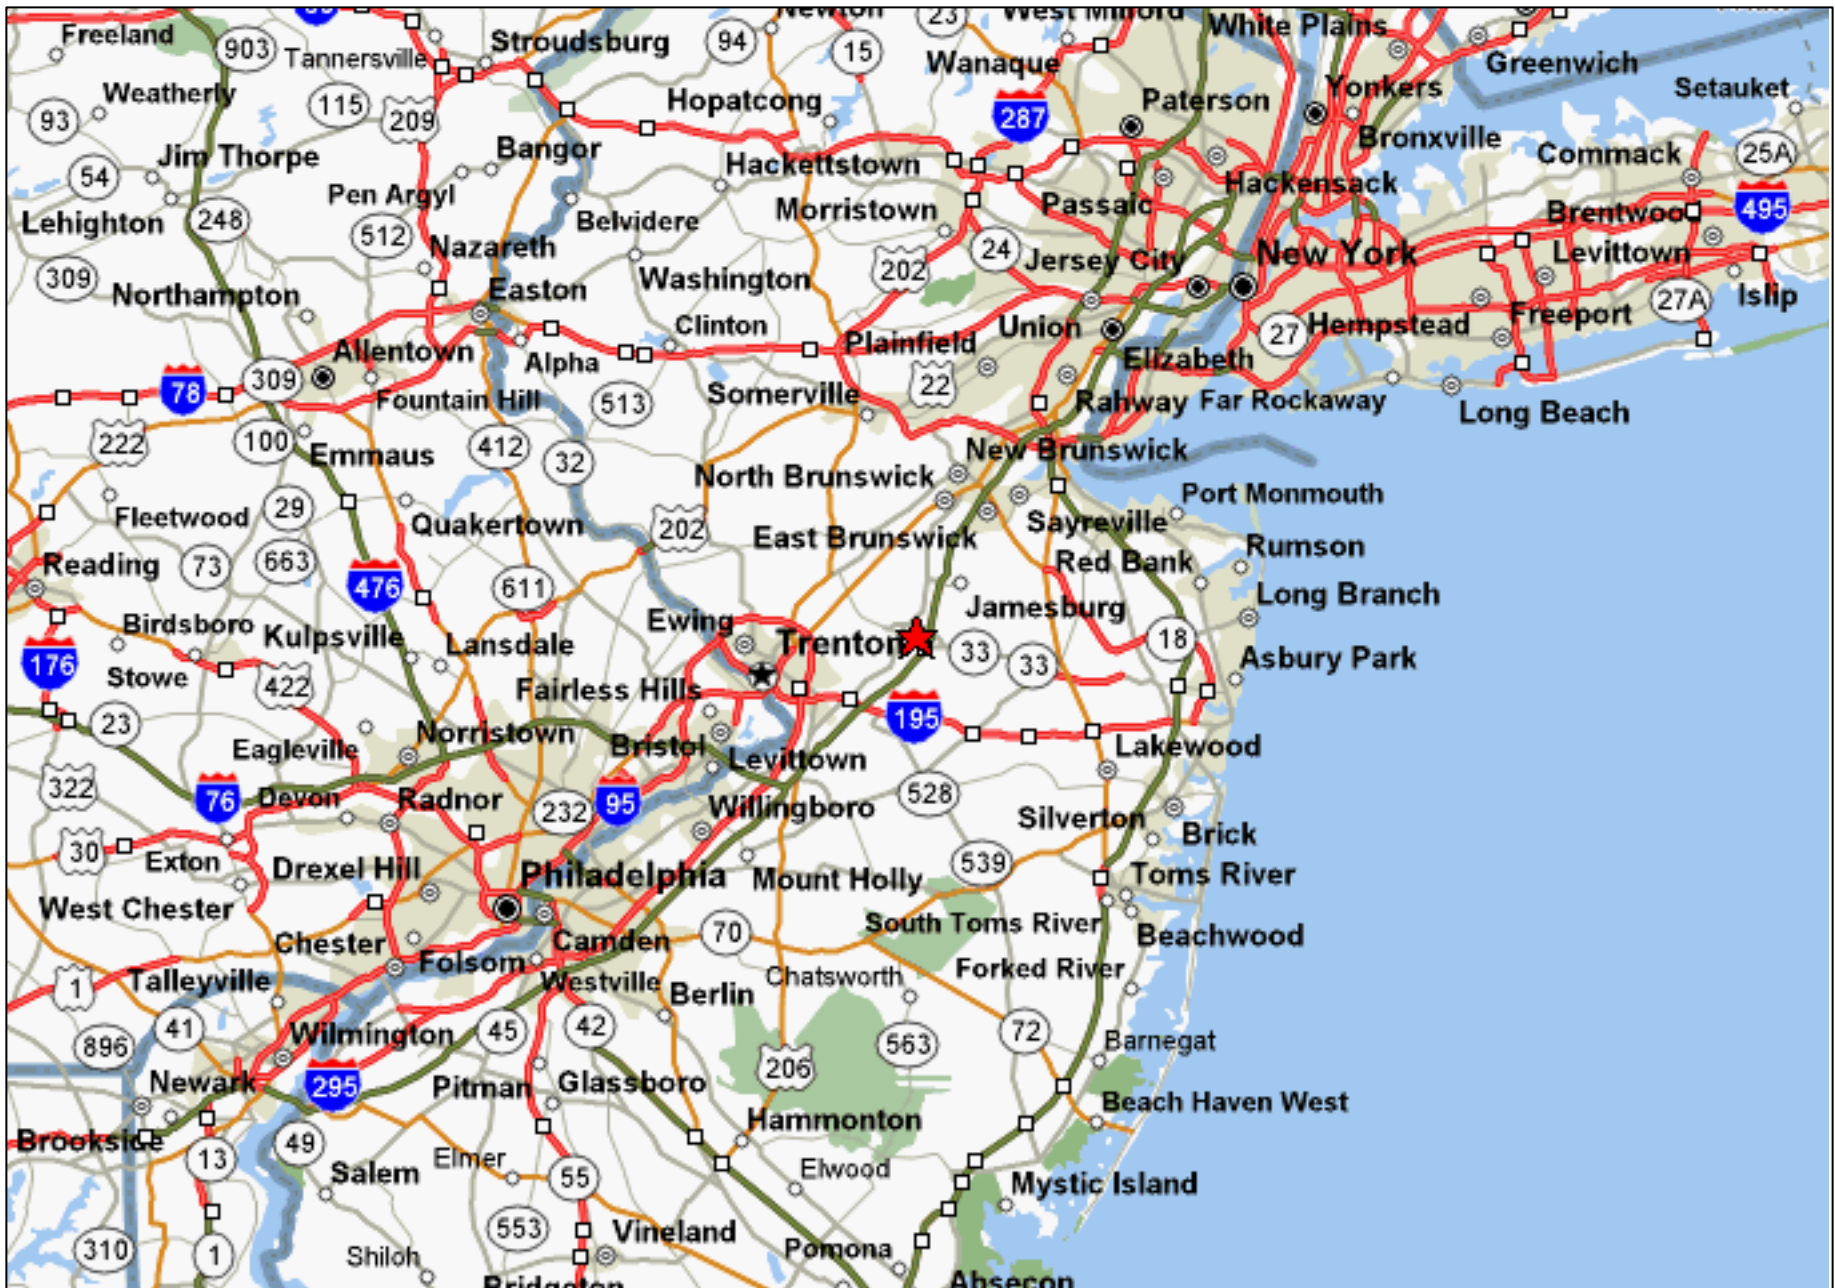 Freeland
903
Tannersville
Stroudsburg
94
Newton
15
23
West Milford
White Plains
Wanaque
Greenwich
Setauket
Weatherly
115
209
93
Hopatcong
287
Paterson
Yonkers
Bronxville
Commack
25A
Jim Thorpe
54
Bangor
Hackettstown
Pen Argyl
Lehighton
248
512
Belvidere
Morristown
Passaic
Hackensack
Brentwood
495
309
Nazareth
Washington
202
24
Jersey City
New York
Levittown
Northampton
Easton
Clinton
Plainfield
Union
27
Hempstead
Freeport
27A
Islip
Allentown
309
78
Alpha
Elizabeth
Fountain Hill
513
Somerville
22
Rahway
Far Rockaway
Long Beach
222
100
Emmaus
412
32
New Brunswick
North Brunswick
Port Monmouth
Fleetwood
29
Quakertown
202
East Brunswick
Sayreville
Reading
73
663
476
611
Red Bank
Rumson
Jamesburg
Long Branch
Birdsboro
Kulpsville
Lansdale
Ewing
Trenton
33
33
18
Asbury Park
176
Stowe
422
Fairless Hills
195
23
Eagleville
Norristown
Bristol
Levittown
Lakewood
322
76
Devon
Radnor
232
95
Willingboro
528
Silverton
Brick
30
Exton
Drexel Hill
Philadelphia
Mount Holly
539
Toms River
West Chester
South Toms River
Beachwood
Chester
Folsom
Camden
70
1
Talleyville
Westville
Berlin
Chatsworth
Forked River
41
896
Wilmington
45
42
206
563
72
Barnegat
Newark
295
Pitman
Glassboro
Beach Haven West
Brookside
13
49
Hammonton
Salem
Elmer
55
Elwood
Mystic Island
310
1
Shiloh
553
Vineland
Pomona
Bridgeton
Absecon